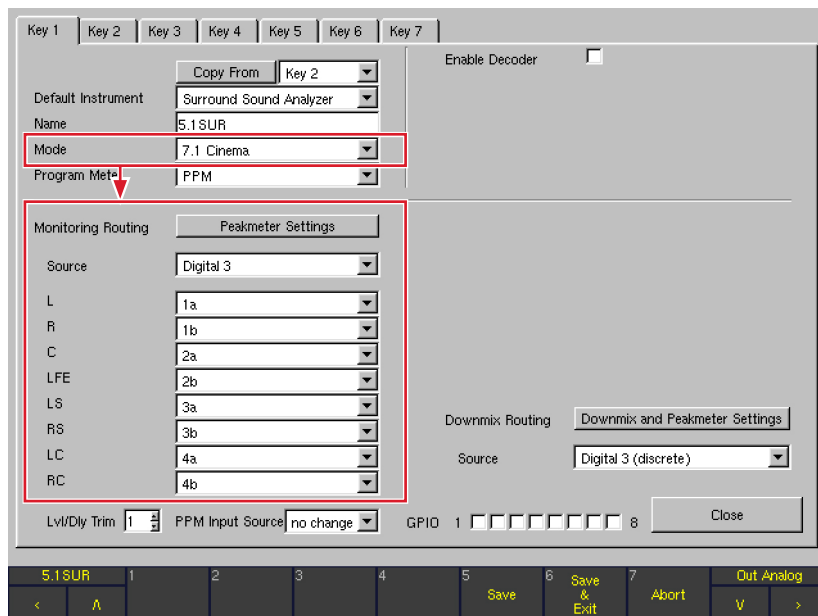 Key 1 Key 2 Key 3 Key 4 Key 5 Key 6 Key 7
Copy From Key 2
Enable Decoder
Default Instrument Surround Sound Analyzer
Name 5.1SUR
Mode 7.1 Cinema
Program Mete PPM
Monitoring Routing Peakmeter Settings
Source Digital 3
L 1a
R 1b
C 2a
LFE 2b
LS 3a
RS 3b
LC 4a
RC 4b
Downmix Routing Downmix and Peakmeter Settings
Source Digital 3 (discrete)
Lvl/Dly Trim 1 PPM Input Source no change GPIO 1 8 Close
5.1SUR 1 2 3 4 5 Save 6 Save & Exit 7 Abort Out Analog
< Λ V >